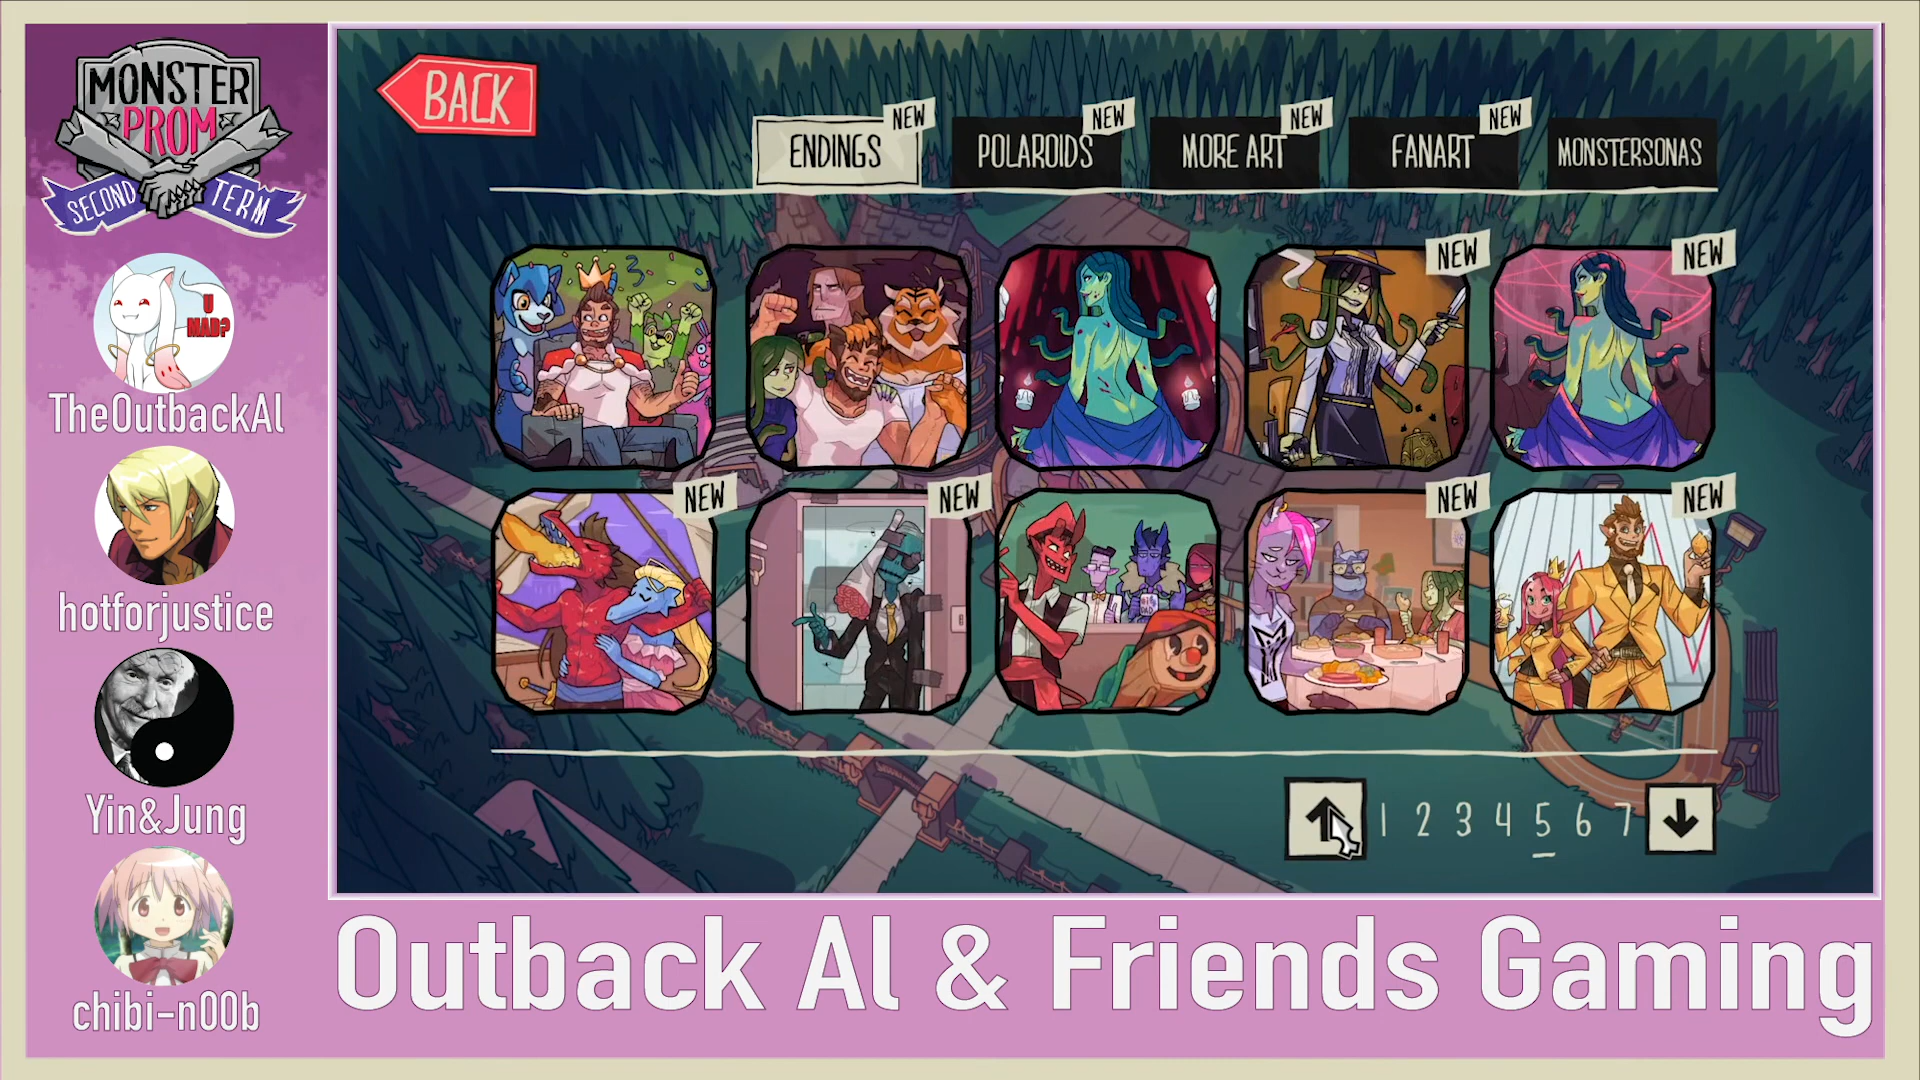 MONSTER
PROM
SECOND TERM
U
MAD?
TheOutbackAl
hotforjustice
Yin&Jung
chibi-n00b
BACK
ENDINGS
NEW
POLAROIDS
NEW
MORE ART
NEW
FANART
NEW
MONSTERSONAS
NEW
NEW
NEW
NEW
NEW
NEW
1 2 3 4 5 6 7
Outback Al & Friends Gaming